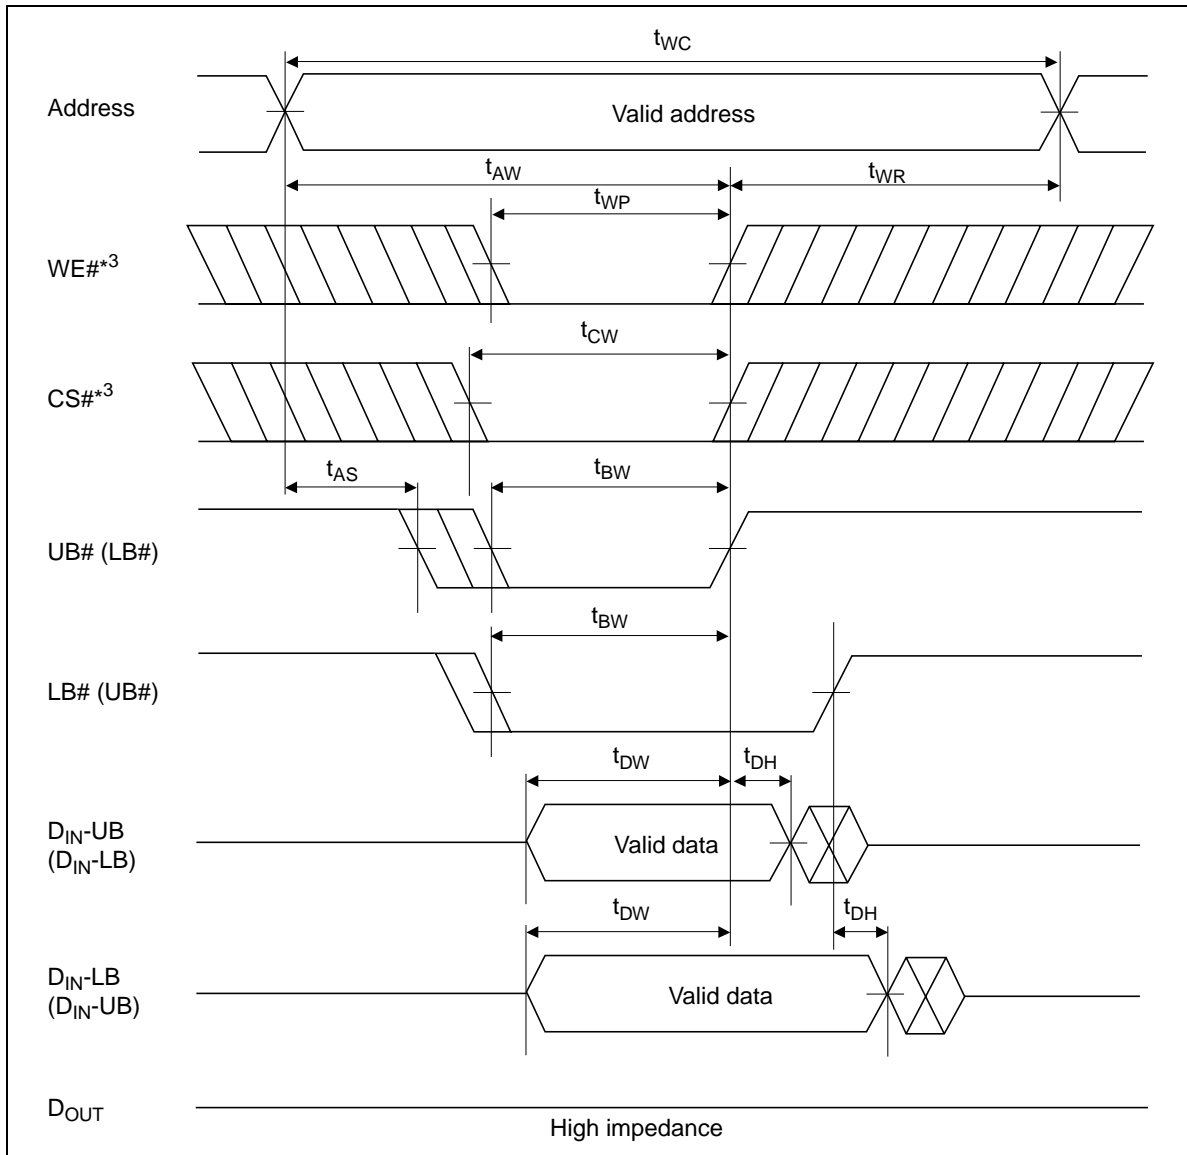 tWC
Address
Valid address
tAW
tWR
tWP
WE#*3
tCW
CS#*3
tAS
tBW
UB# (LB#)
tBW
LB# (UB#)
tDW
tDH
DIN-UB
(DIN-LB)
Valid data
tDW
tDH
DIN-LB
(DIN-UB)
Valid data
DOUT
High impedance